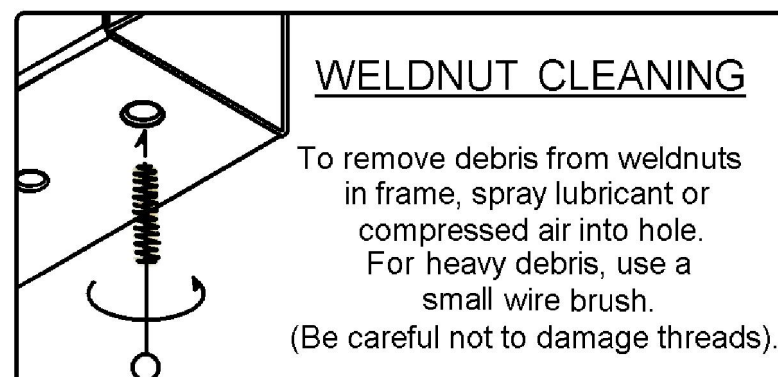 WELDNUT CLEANING
To remove debris from weldnuts
in frame, spray lubricant or
compressed air into hole.
For heavy debris, use a
small wire brush.
(Be careful not to damage threads).